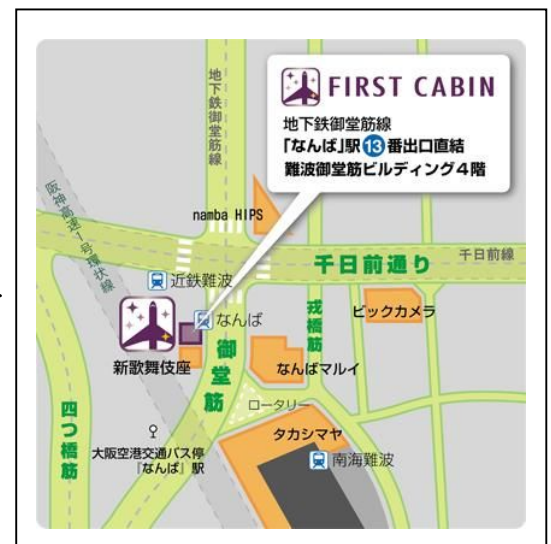 FIRST CABIN
地下鉄御堂筋線
「なんば」駅13番出口直結
難波御堂筋ビルディング4階
地下鉄御堂筋線
阪神高速1号環状線
namba HIPS
千日前通り
千日前線
近鉄難波
なんば
戎橋筋
ビックカメラ
新歌舞伎座
御堂筋
なんばマルイ
四つ橋筋
ロータリー
タカシマヤ
大阪空港交通バス停
『なんば』駅
南海難波